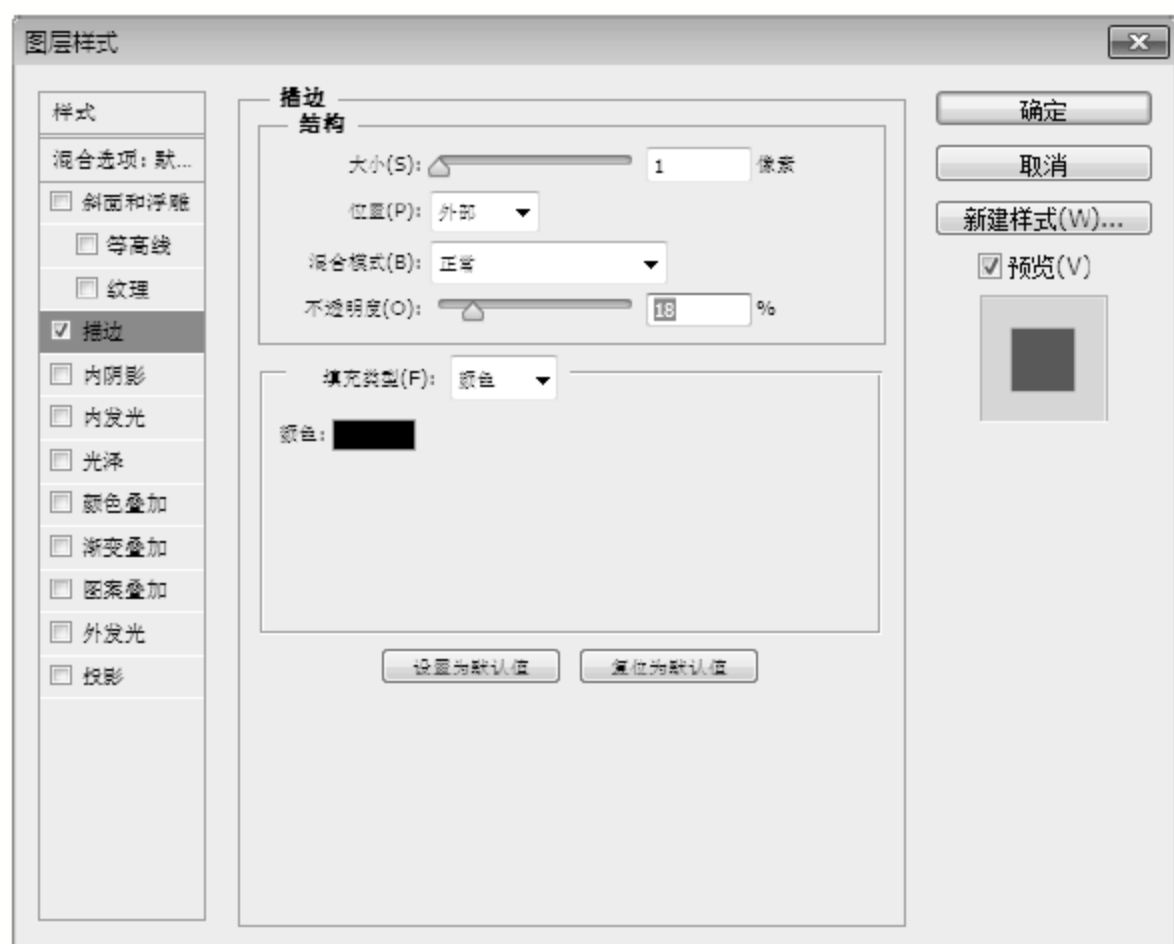 图层样式
样式
混合选项: 默...
斜面和浮雕
等高线
纹理
描边
内阴影
内发光
光泽
颜色叠加
渐变叠加
图案叠加
外发光
投影
描边
结构
大小(S): 1 像素
位置(P): 外部
混合模式(B): 正常
不透明度(O): 18 %
填充类型(F): 颜色
颜色:
设置为默认值 复位为默认值
确定
取消
新建样式(W)...
预览(V)